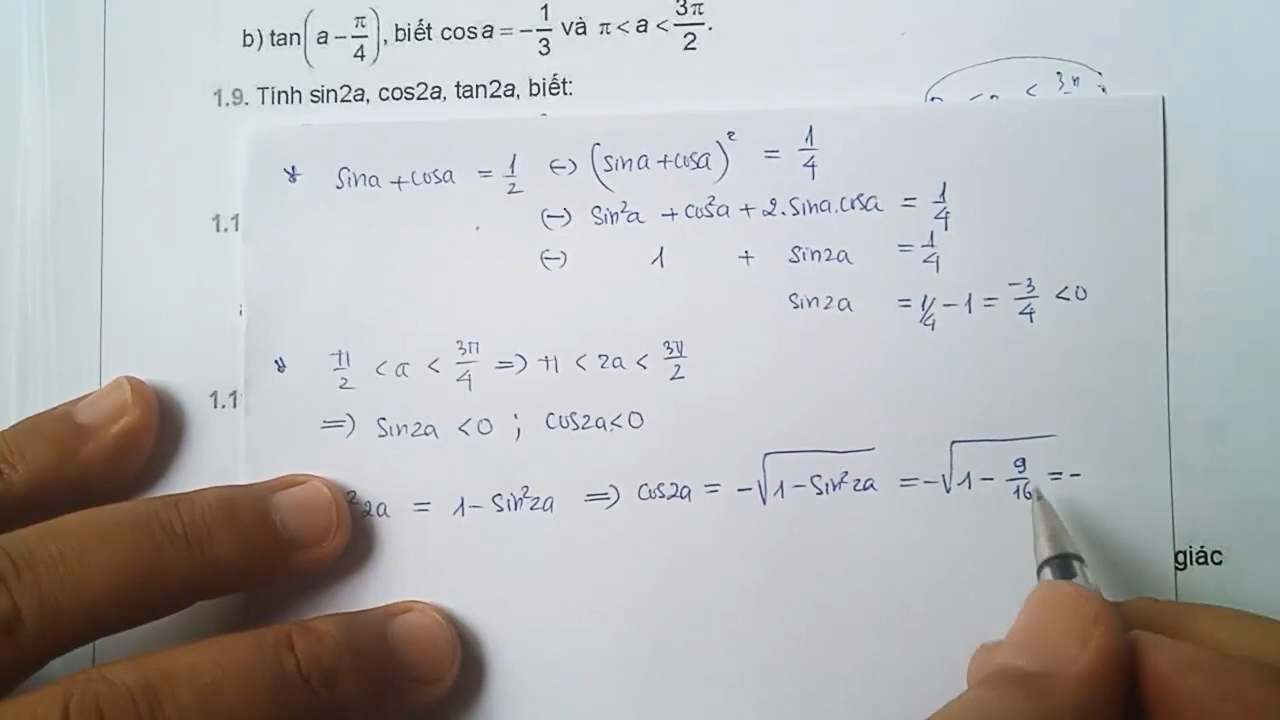 b) tan(a − π/4), biết cos a = −1/3 và π < a < 3π/2.
1.9. Tính sin2a, cos2a, tan2a, biết:
< 3π
* sina + cosa = 1/2 <-> (sina + cosa)² = 1/4
1.1
(-) sin²a + cos²a + 2.sina.cosa = 1/4
(-) 1 + sin2a = 1/4
sin2a = 1/4 − 1 = −3/4 < 0
* π/2 < a < 3π/4 => π < 2a < 3π/2
1.1
=> sin2a < 0 ; cos2a < 0
²2a = 1 − sin²2a => cos2a = −√(1 − sin²2a) = −√(1 − 9/16) = −
giác